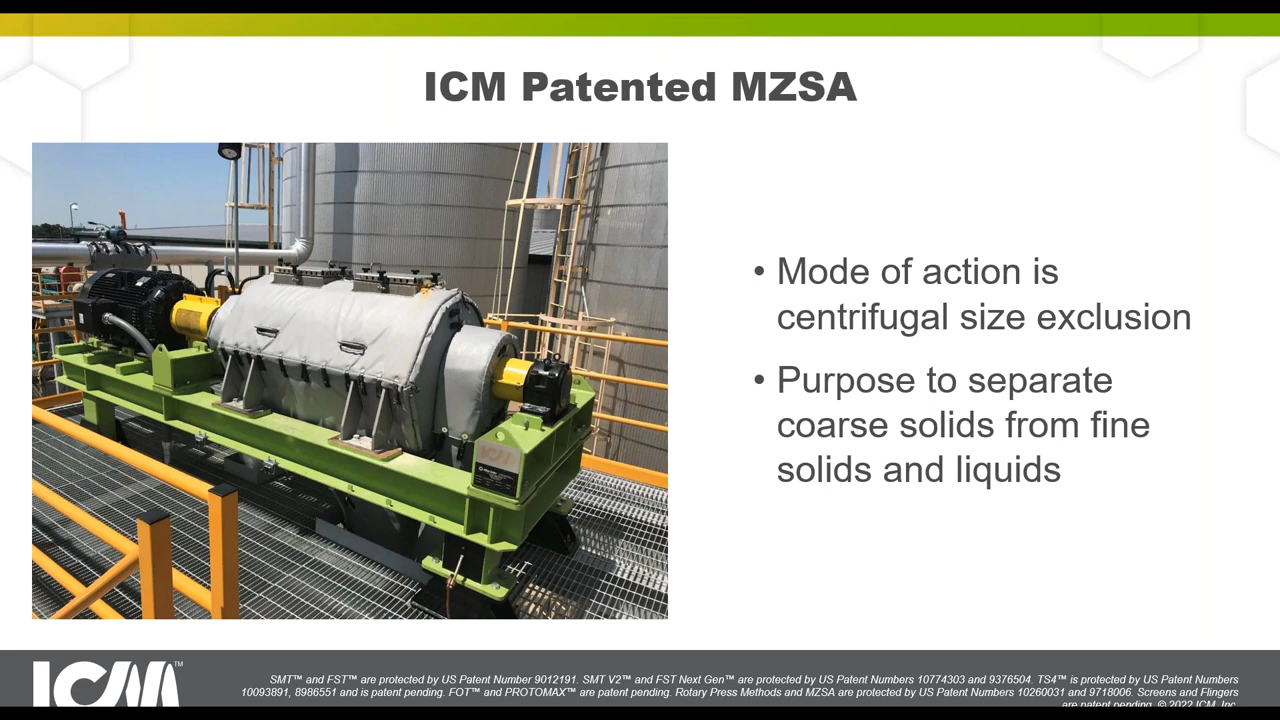 ICM Patented MZSA
• Mode of action is
centrifugal size exclusion
• Purpose to separate
coarse solids from fine
solids and liquids
ICM
ICM™
SMT™ and FST™ are protected by US Patent Number 9012191. SMT V2™ and FST Next Gen™ are protected by US Patent Numbers 10774303 and 9376504. TS4™ is protected by US Patent Numbers
10093891, 8986551 and is patent pending. FOT™ and PROTOMAX™ are patent pending. Rotary Press Methods and MZSA are protected by US Patent Numbers 10260031 and 9718006. Screens and Flingers
are patent pending. © 2022 ICM, Inc.